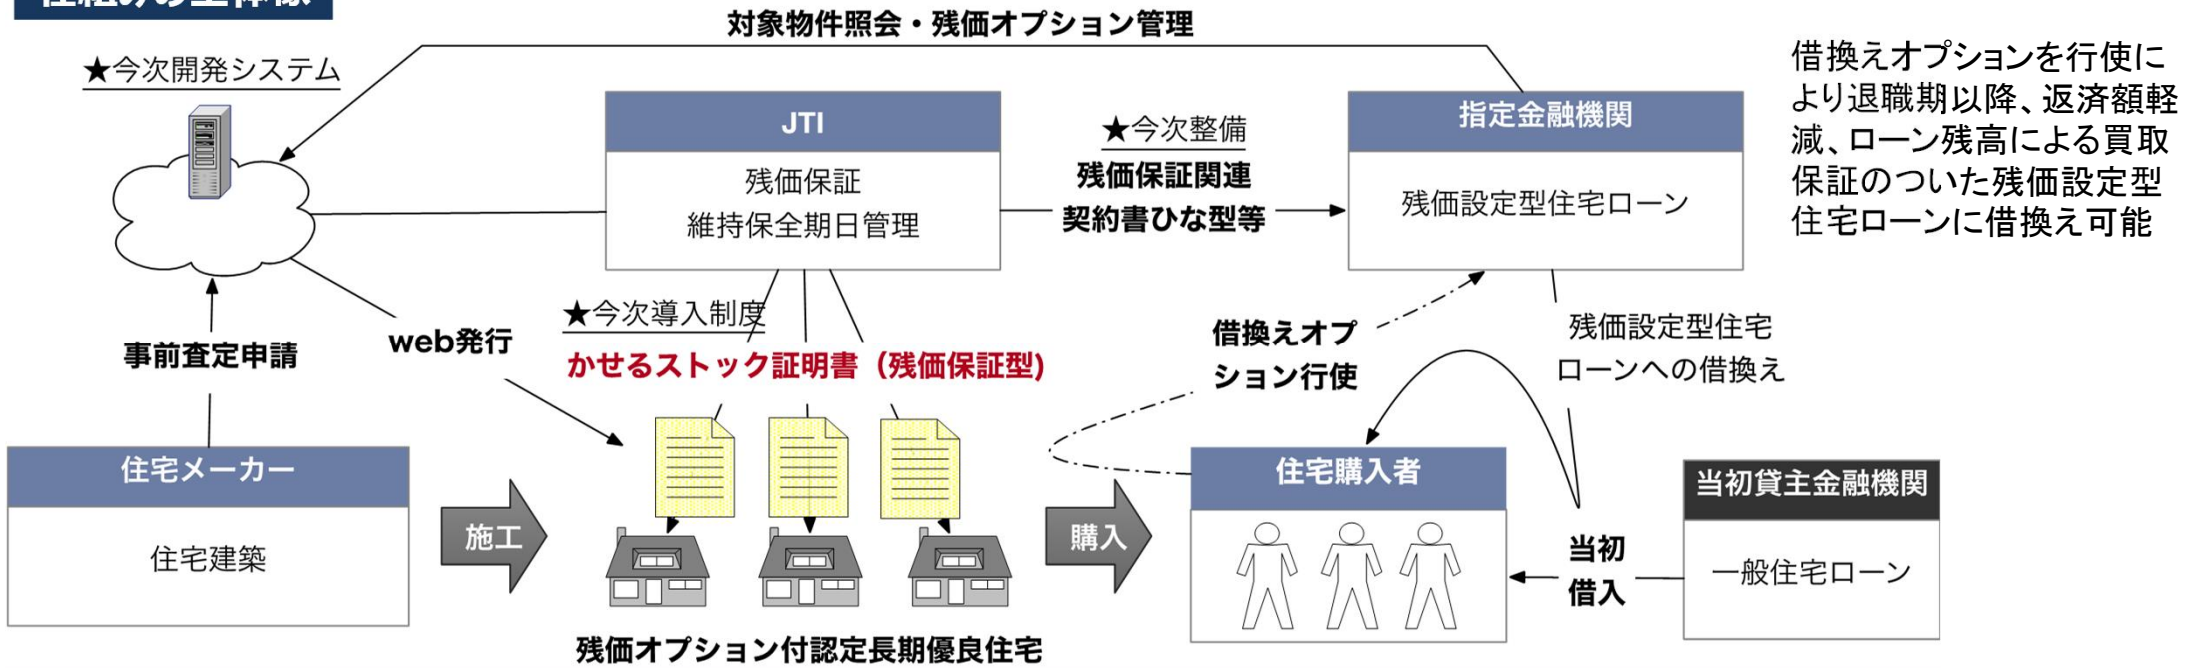 対象物件照会・残価オプション管理
★今次開発システム
JTI
残価保証
維持保全期日管理
★今次整備
残価保証関連
契約書ひな型等
指定金融機関
残価設定型住宅ローン
借換えオプションを行使に
より退職期以降、返済額軽
減、ローン残高による買取
保証のついた残価設定型
住宅ローンに借換え可能
事前査定申請
web発行
★今次導入制度
かせるストック証明書（残価保証型)
借換えオプ
ション行使
残価設定型住宅
ローンへの借換え
住宅メーカー
住宅建築
施工
残価オプション付認定長期優良住宅
購入
住宅購入者
当初
借入
当初貸主金融機関
一般住宅ローン